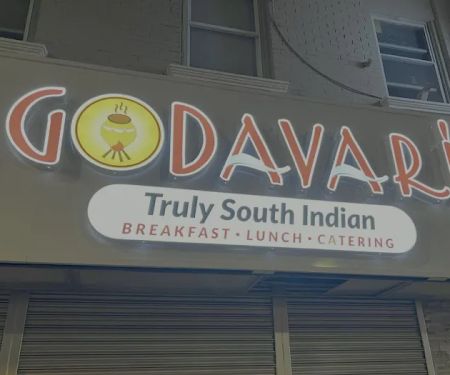 GODAVARI
Truly South Indian
BREAKFAST · LUNCH · CATERING